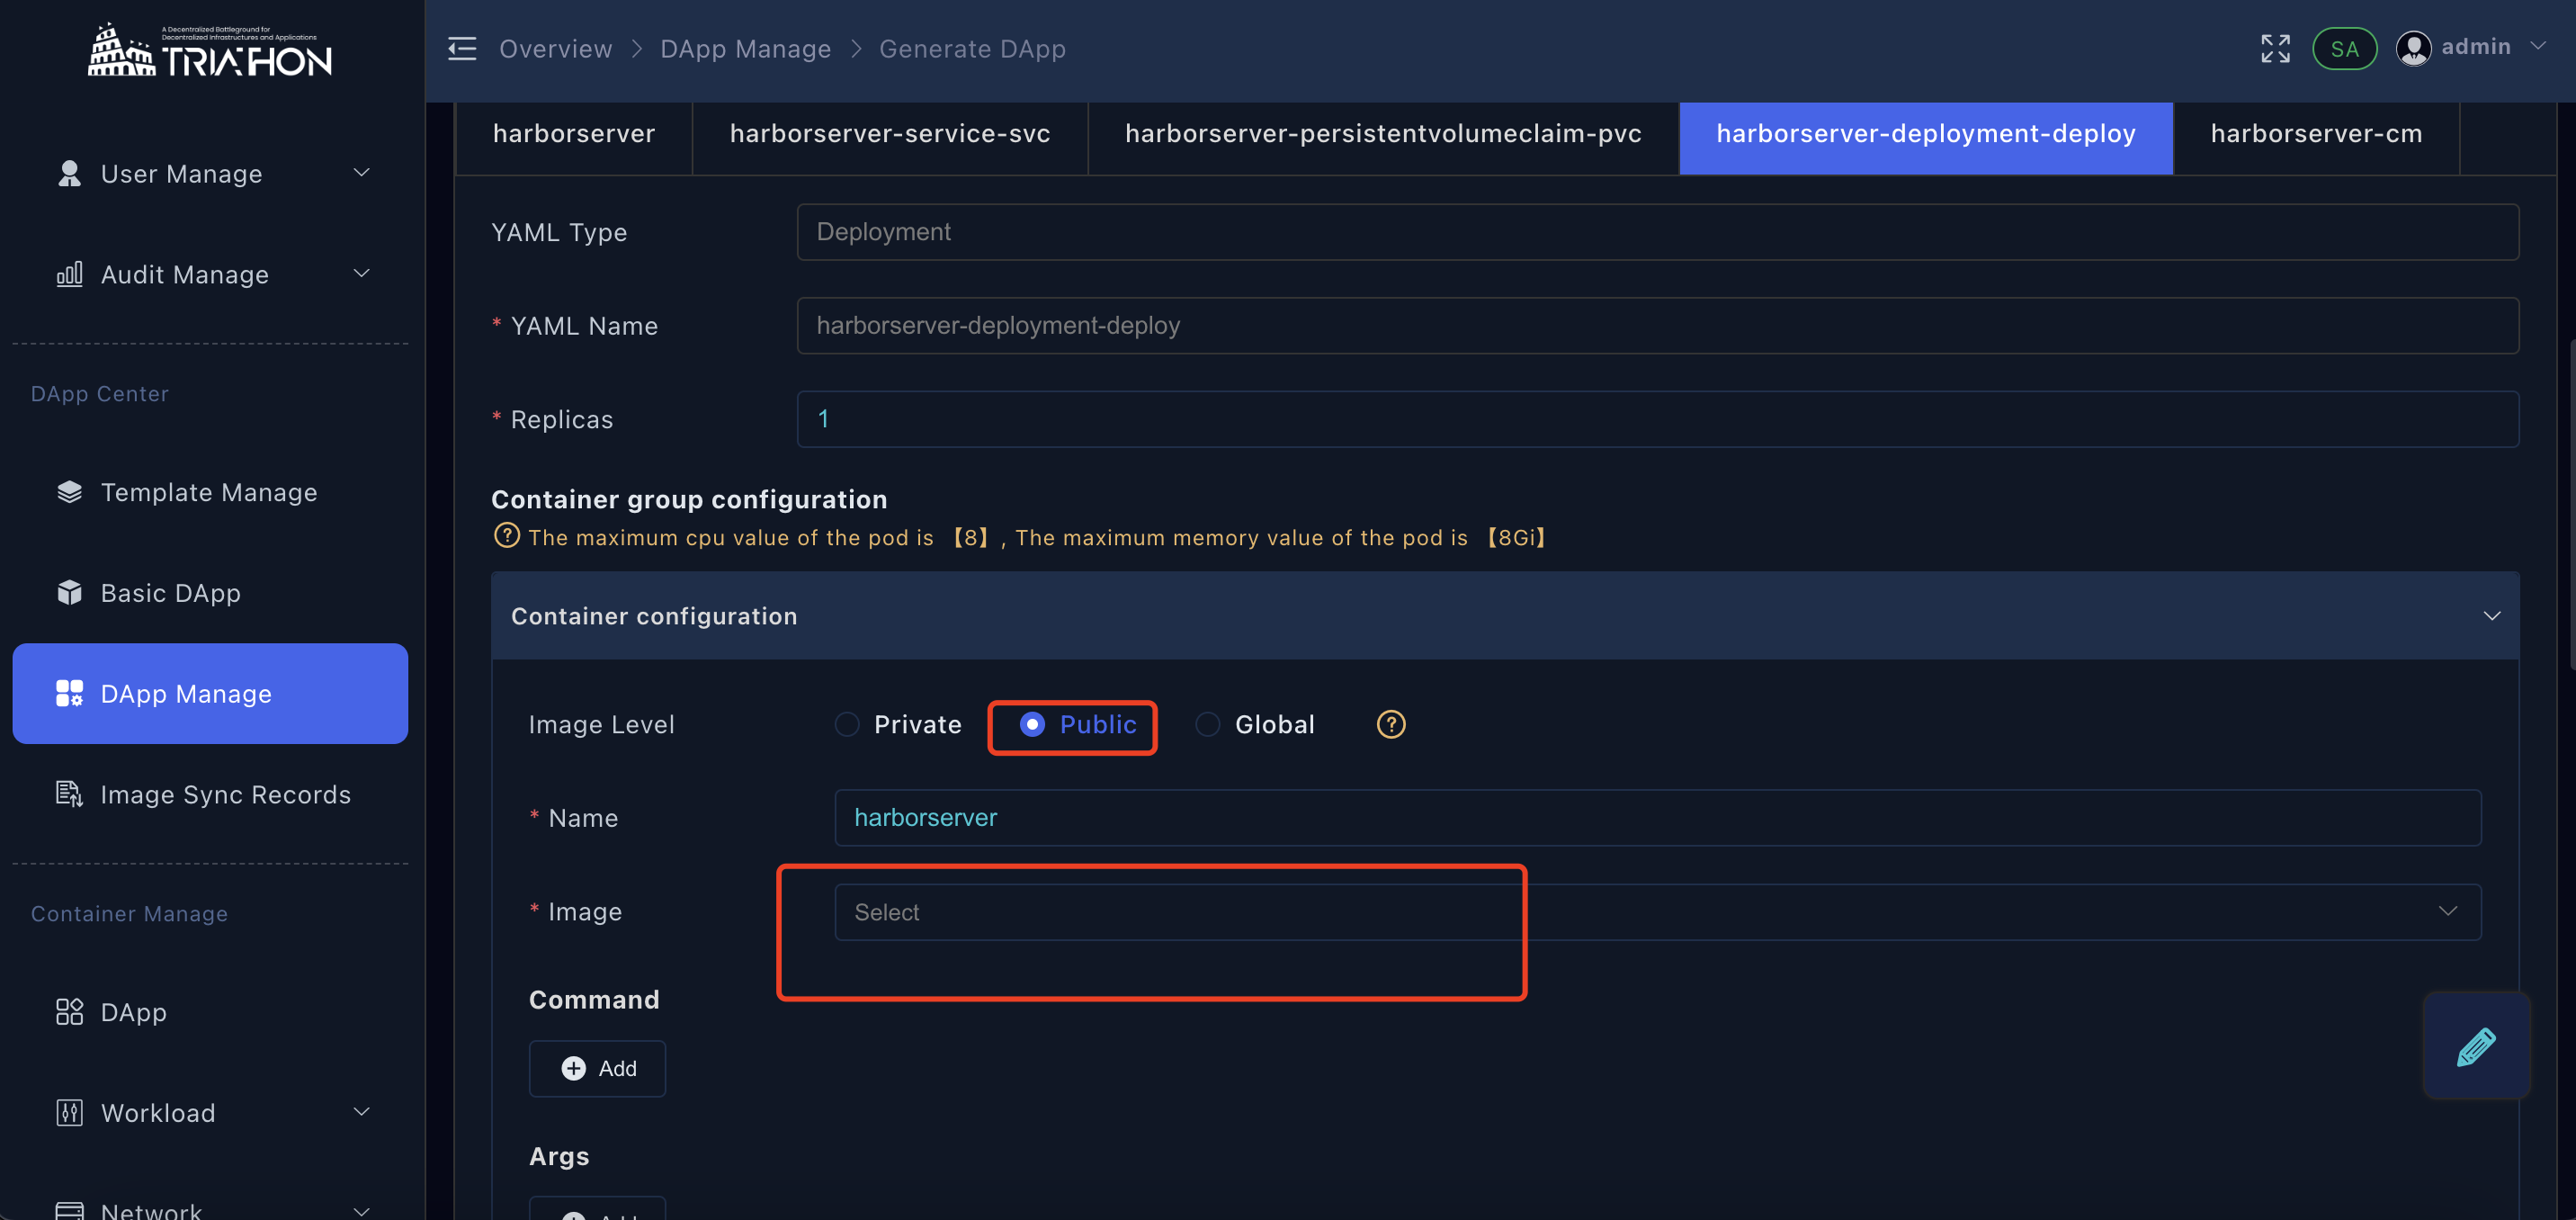 A Decentralized Battleground for
Decentralized Infrastructures and Applications
TRIATHON
Overview > DApp Manage > Generate DApp
SA
admin
User Manage
Audit Manage
DApp Center
Template Manage
Basic DApp
DApp Manage
Image Sync Records
Container Manage
DApp
Workload
Network
harborserver
harborserver-service-svc
harborserver-persistentvolumeclaim-pvc
harborserver-deployment-deploy
harborserver-cm
YAML Type
Deployment
* YAML Name
harborserver-deployment-deploy
* Replicas
1
Container group configuration
? The maximum cpu value of the pod is 【8】, The maximum memory value of the pod is 【8Gi】
Container configuration
Image Level
Private
Public
Global
?
* Name
harborserver
* Image
Select
Command
Add
Args
Add